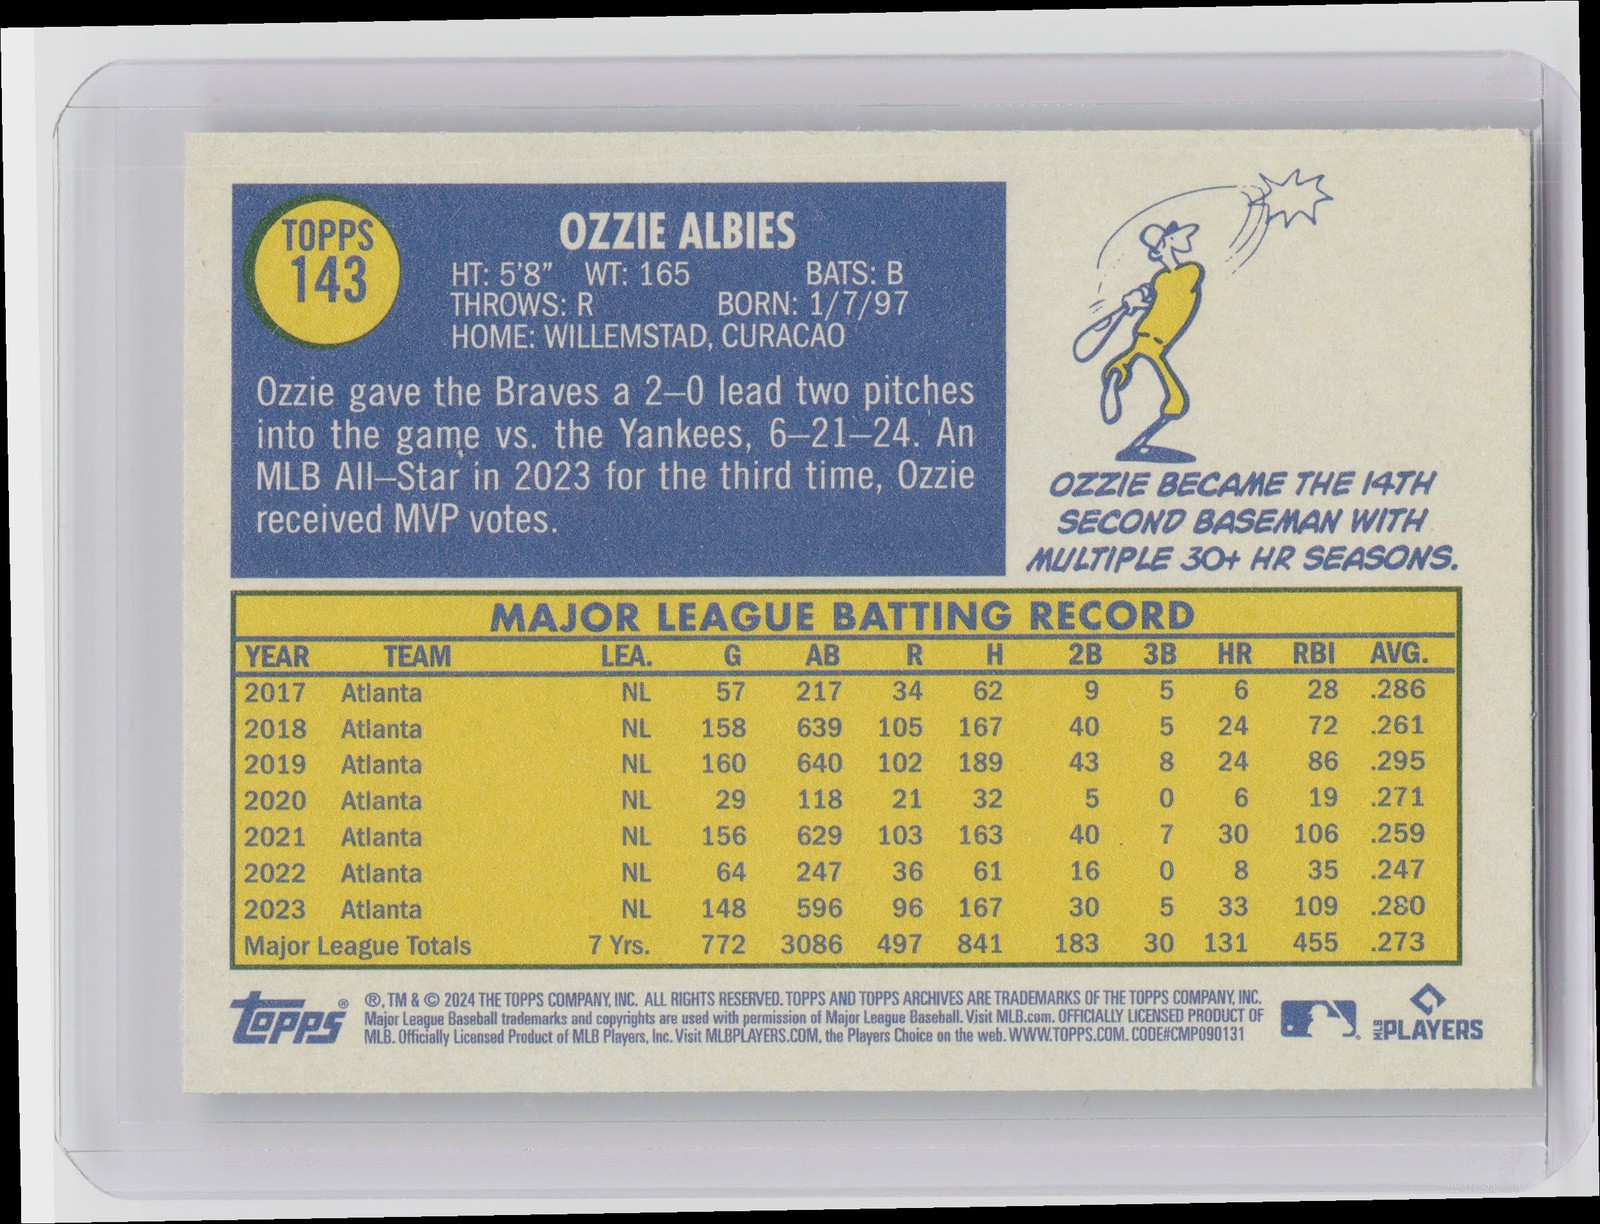 TOPPS
143
OZZIE ALBIES
HT: 5'8" WT: 165 BATS: B
THROWS: R BORN: 1/7/97
HOME: WILLEMSTAD, CURACAO
Ozzie gave the Braves a 2–0 lead two pitches
into the game vs. the Yankees, 6–21–24. An
MLB All–Star in 2023 for the third time, Ozzie
received MVP votes.
OZZIE BECAME THE 14TH
SECOND BASEMAN WITH
MULTIPLE 30+ HR SEASONS.
MAJOR LEAGUE BATTING RECORD
YEAR TEAM LEA. G AB R H 2B 3B HR RBI AVG.
2017 Atlanta NL 57 217 34 62 9 5 6 28 .286
2018 Atlanta NL 158 639 105 167 40 5 24 72 .261
2019 Atlanta NL 160 640 102 189 43 8 24 86 .295
2020 Atlanta NL 29 118 21 32 5 0 6 19 .271
2021 Atlanta NL 156 629 103 163 40 7 30 106 .259
2022 Atlanta NL 64 247 36 61 16 0 8 35 .247
2023 Atlanta NL 148 596 96 167 30 5 33 109 .280
Major League Totals 7 Yrs. 772 3086 497 841 183 30 131 455 .273
topps ®
®, TM & © 2024 THE TOPPS COMPANY, INC. ALL RIGHTS RESERVED. TOPPS AND TOPPS ARCHIVES ARE TRADEMARKS OF THE TOPPS COMPANY, INC.
Major League Baseball trademarks and copyrights are used with permission of Major League Baseball. Visit MLB.com. OFFICIALLY LICENSED PRODUCT OF
MLB. Officially Licensed Product of MLB Players, Inc. Visit MLBPLAYERS.COM, the Players Choice on the web. WWW.TOPPS.COM. CODE#CMP090131
MLB PLAYERS